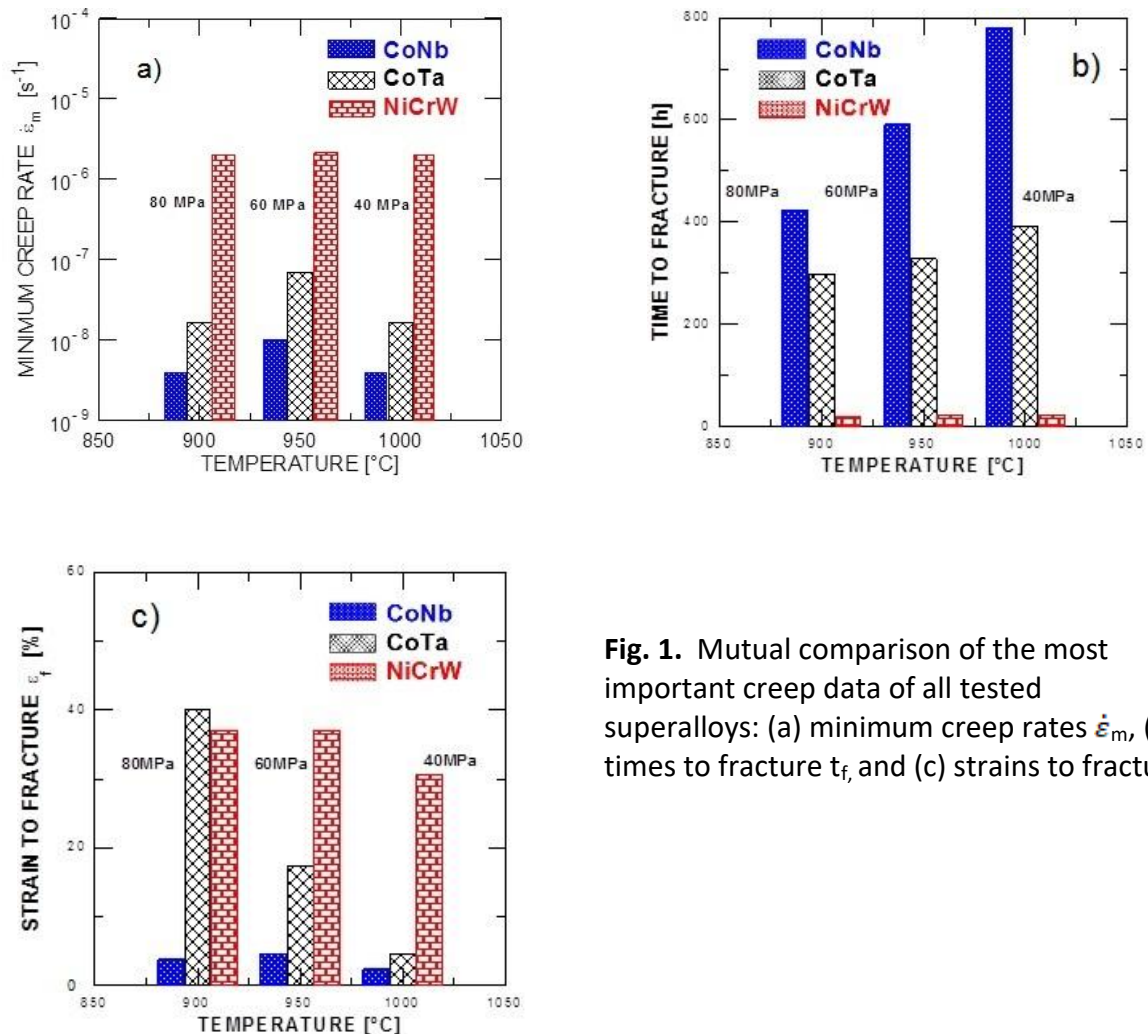 a)
CoNb
CoTa
NiCrW
MINIMUM CREEP RATE ε̇m [s-1]
10-4
10-5
10-6
10-7
10-8
10-9
80 MPa
60 MPa
40 MPa
850 900 950 1000 1050
TEMPERATURE [°C]
b)
CoNb
CoTa
NiCrW
TIME TO FRACTURE [h]
800
600
400
200
0
80MPa
60MPa
40MPa
850 900 950 1000 1050
TEMPERATURE [ºC]
c)
CoNb
CoTa
NiCrW
STRAIN TO FRACTURE εf [%]
60
40
20
0
80MPa
60MPa
40MPa
850 900 950 1000 1050
TEMPERATURE [ºC]
Fig. 1. Mutual comparison of the most
important creep data of all tested
superalloys: (a) minimum creep rates ε̇m, (
times to fracture tf, and (c) strains to